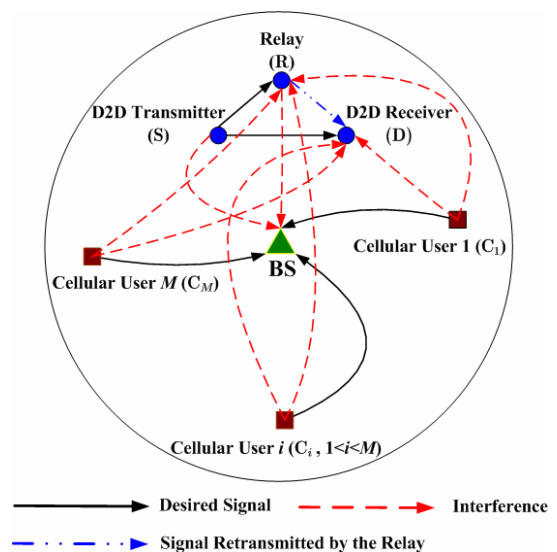 Relay
(R)
D2D Transmitter
(S)
D2D Receiver
(D)
Cellular User 1 (C₁)
BS
Cellular User M (C_M)
Cellular User i (Cᵢ , 1<i<M)
Desired Signal
Interference
Signal Retransmitted by the Relay